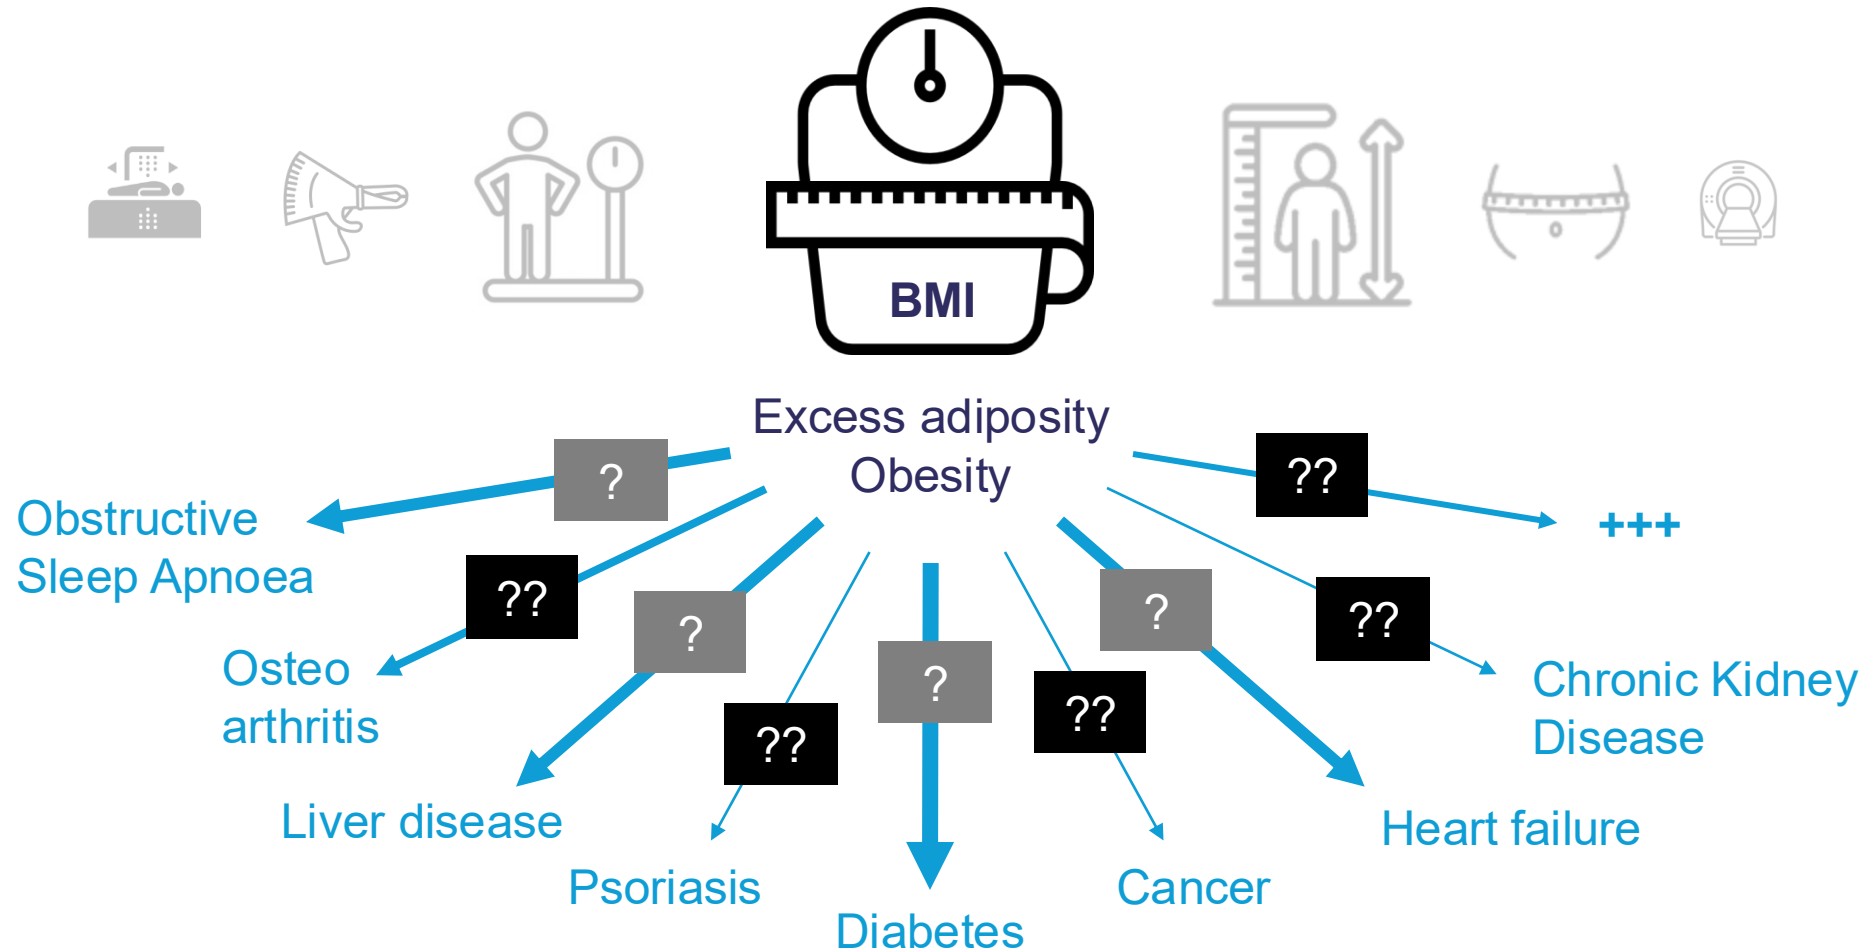 BMI
Excess adiposity
Obesity
?
??
Obstructive
Sleep Apnoea
+++
??
?
?
??
Osteo
arthritis
?
??
??
Chronic Kidney
Disease
Liver disease
Heart failure
Psoriasis
Cancer
Diabetes